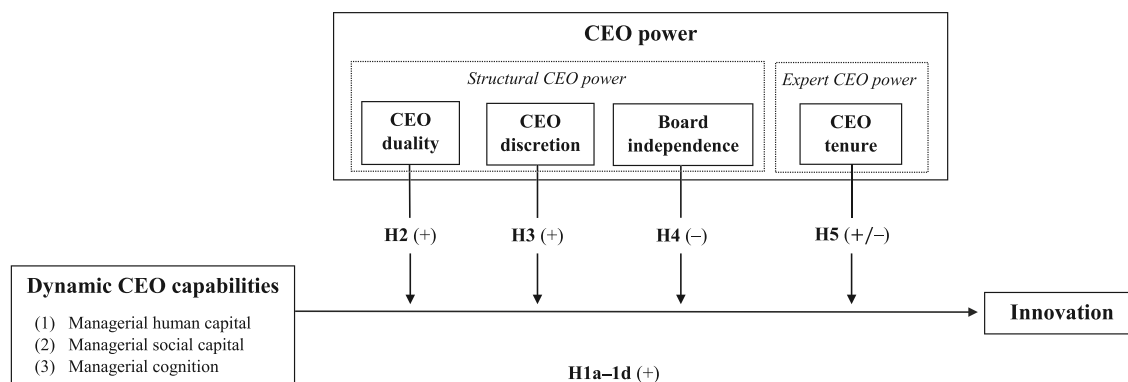 CEO power
Structural CEO power
Expert CEO power
CEO
duality
CEO
discretion
Board
independence
CEO
tenure
H2 (+)
H3 (+)
H4 (–)
H5 (+/–)
Dynamic CEO capabilities
(1) Managerial human capital
(2) Managerial social capital
(3) Managerial cognition
Innovation
H1a–1d (+)